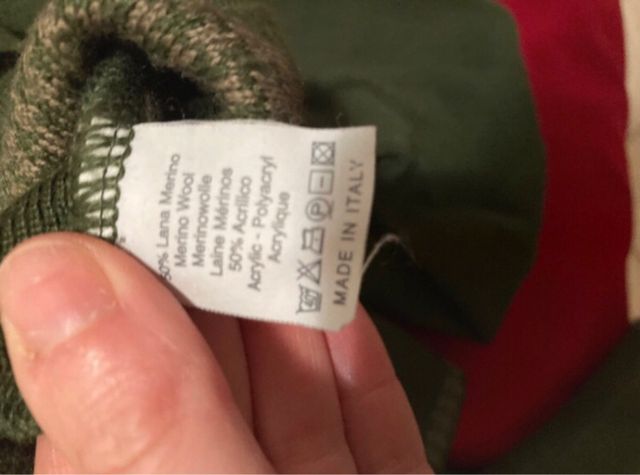 50% Lana Merino
Merino Wool
Merinowolle
Laine Mérinos
50% Acrilico
Acrylic - Polyacryl
Acrylique
MADE IN ITALY